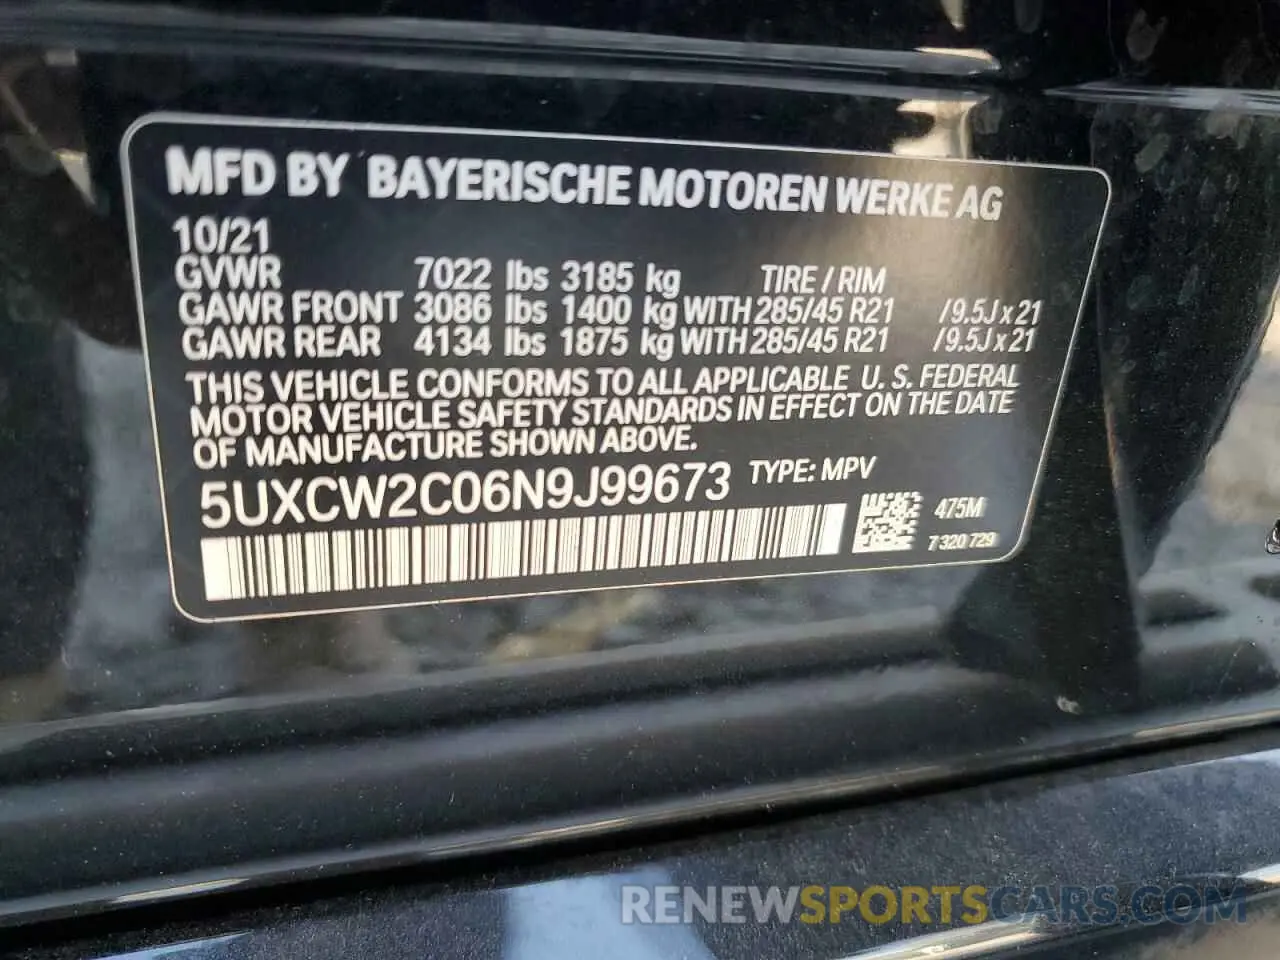 MFD BY BAYERISCHE MOTOREN WERKE AG
10/21
GVWR 7022 lbs 3185 kg TIRE / RIM
GAWR FRONT 3086 lbs 1400 kg WITH 285/45 R21 /9.5J x 21
GAWR REAR 4134 lbs 1875 kg WITH 285/45 R21 /9.5J x 21
THIS VEHICLE CONFORMS TO ALL APPLICABLE U. S. FEDERAL
MOTOR VEHICLE SAFETY STANDARDS IN EFFECT ON THE DATE
OF MANUFACTURE SHOWN ABOVE.
5UXCW2C06N9J99673 TYPE: MPV
475M
7 320 729
RENEWSPORTSCARS.COM